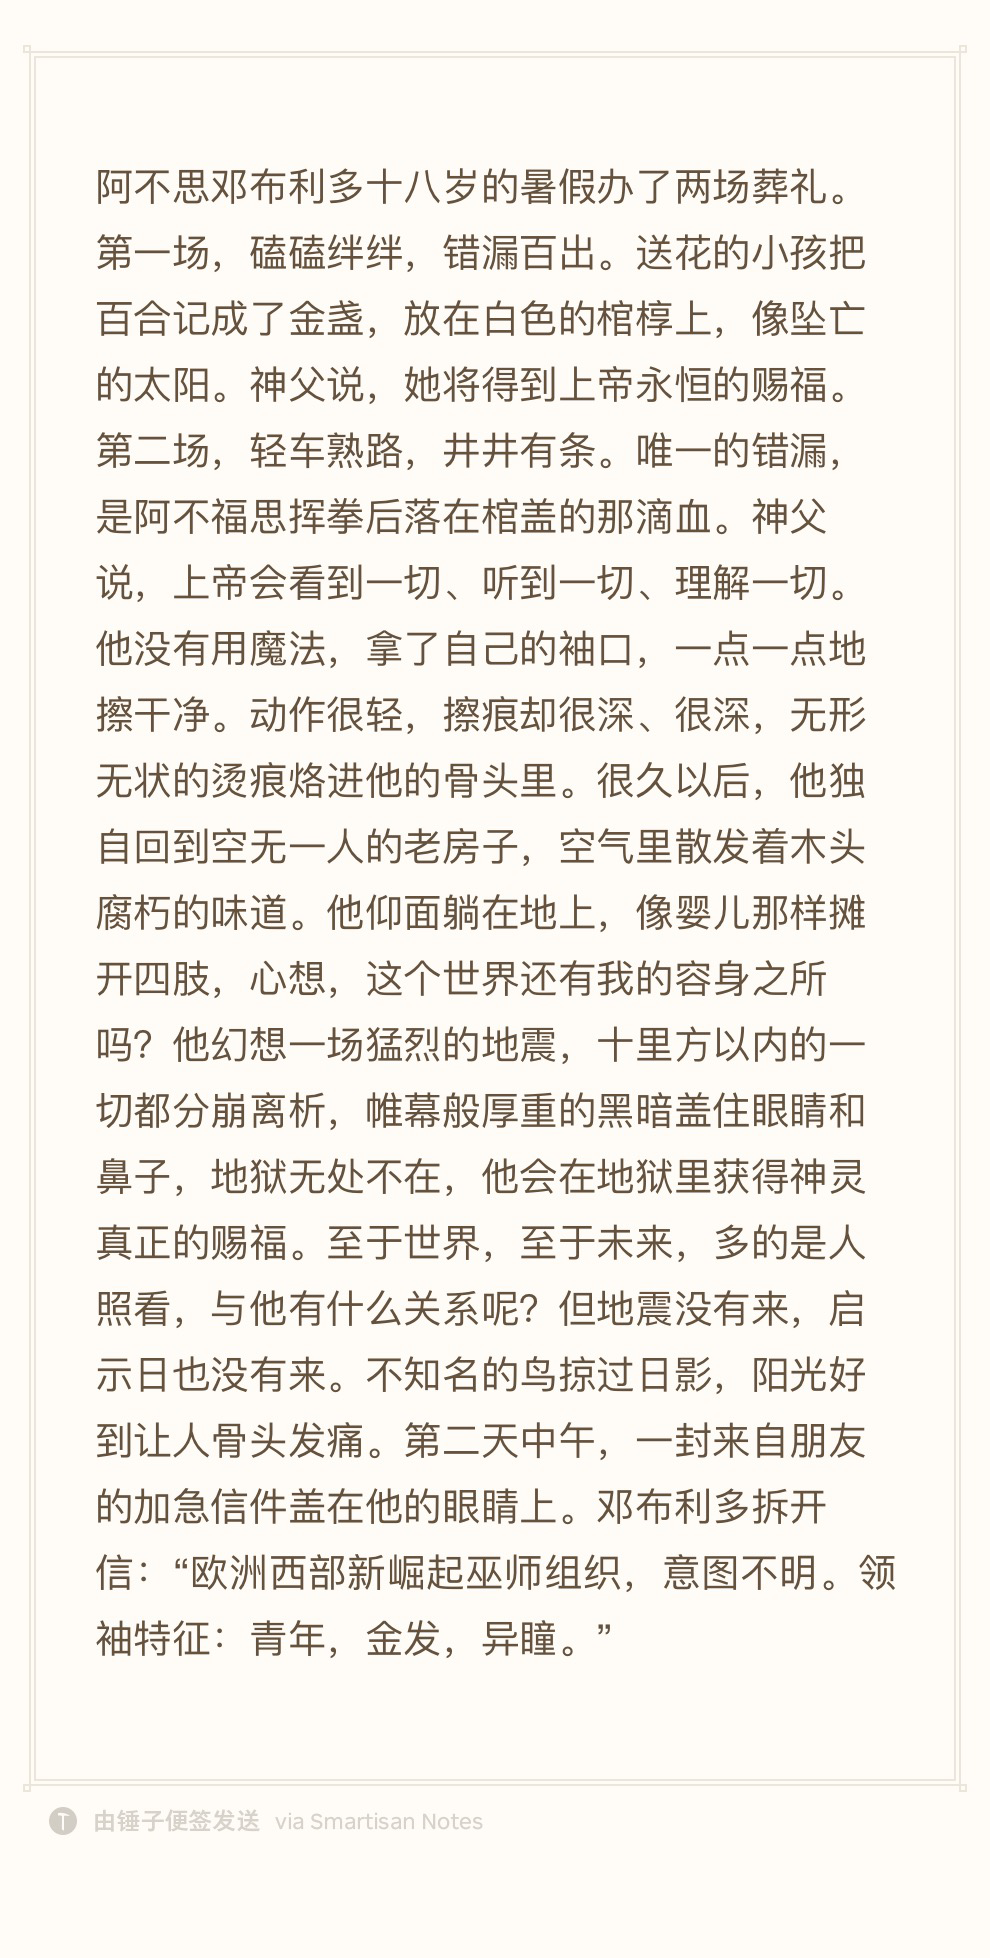 阿不思邓布利多十八岁的暑假办了两场葬礼。
第一场，磕磕绊绊，错漏百出。送花的小孩把
百合记成了金盏，放在白色的棺椁上，像坠亡
的太阳。神父说，她将得到上帝永恒的赐福。
第二场，轻车熟路，井井有条。唯一的错漏，
是阿不福思挥拳后落在棺盖的那滴血。神父
说，上帝会看到一切、听到一切、理解一切。
他没有用魔法，拿了自己的袖口，一点一点地
擦干净。动作很轻，擦痕却很深、很深，无形
无状的烫痕烙进他的骨头里。很久以后，他独
自回到空无一人的老房子，空气里散发着木头
腐朽的味道。他仰面躺在地上，像婴儿那样摊
开四肢，心想，这个世界还有我的容身之所
吗？他幻想一场猛烈的地震，十里方以内的一
切都分崩离析，帷幕般厚重的黑暗盖住眼睛和
鼻子，地狱无处不在，他会在地狱里获得神灵
真正的赐福。至于世界，至于未来，多的是人
照看，与他有什么关系呢？但地震没有来，启
示日也没有来。不知名的鸟掠过日影，阳光好
到让人骨头发痛。第二天中午，一封来自朋友
的加急信件盖在他的眼睛上。邓布利多拆开
信：“欧洲西部新崛起巫师组织，意图不明。领
袖特征：青年，金发，异瞳。”
由锤子便签发送 via Smartisan Notes